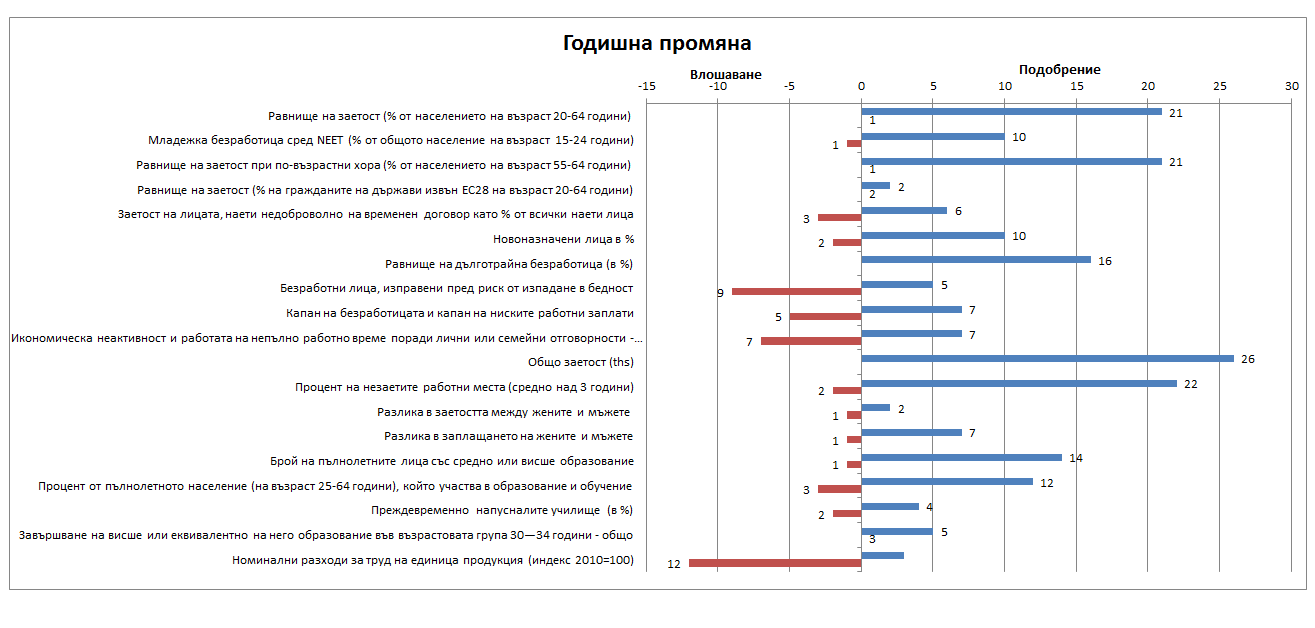 Годишна промяна
Влошаване Подобрение
-15 -10 -5 0 5 10 15 20 25 30
Равнище на заетост (% от населението на възраст 20-64 години) 21
1
Младежка безработица сред NEET (% от общото население на възраст 15-24 години) 1 10
Равнище на заетост при по-възрастни хора (% от населението на възраст 55-64 години) 21
1
Равнище на заетост (% на гражданите на държави извън ЕС28 на възраст 20-64 години) 2
2
Заетост на лицата, наети недоброволно на временен договор като % от всички наети лица 3 6
Новоназначени лица в % 2 10
Равнище на дълготрайна безработица (в %) 16
Безработни лица, изправени пред риск от изпадане в бедност 9 5
Капан на безработицата и капан на ниските работни заплати 5 7
Икономическа неактивност и работата на непълно работно време поради лични или семейни отговорности -... 7 7
Общо заетост (ths) 26
Процент на незаетите работни места (средно над 3 години) 2 22
Разлика в заетостта между жените и мъжете 1 2
Разлика в заплащането на жените и мъжете 1 7
Брой на пълнолетните лица със средно или висше образование 1 14
Процент от пълнолетното население (на възраст 25-64 години), който участва в образование и обучение 3 12
Преждевременно напусналите училище (в %) 2 4
Завършване на висше или еквивалентно на него образование във възрастовата група 30—34 години - общо 5
3
Номинални разходи за труд на единица продукция (индекс 2010=100) 12